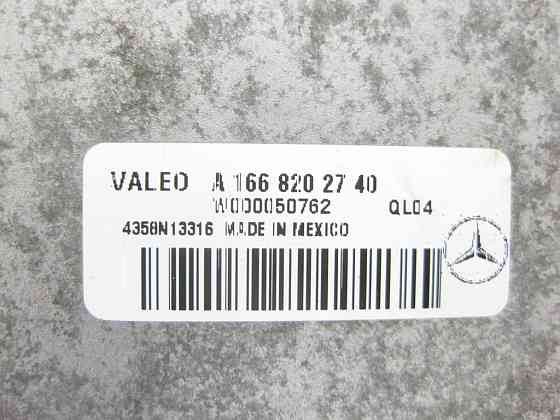 VALEO A 166 820 27 40
W000050762 QL04
4358N13316 MADE IN MEXICO